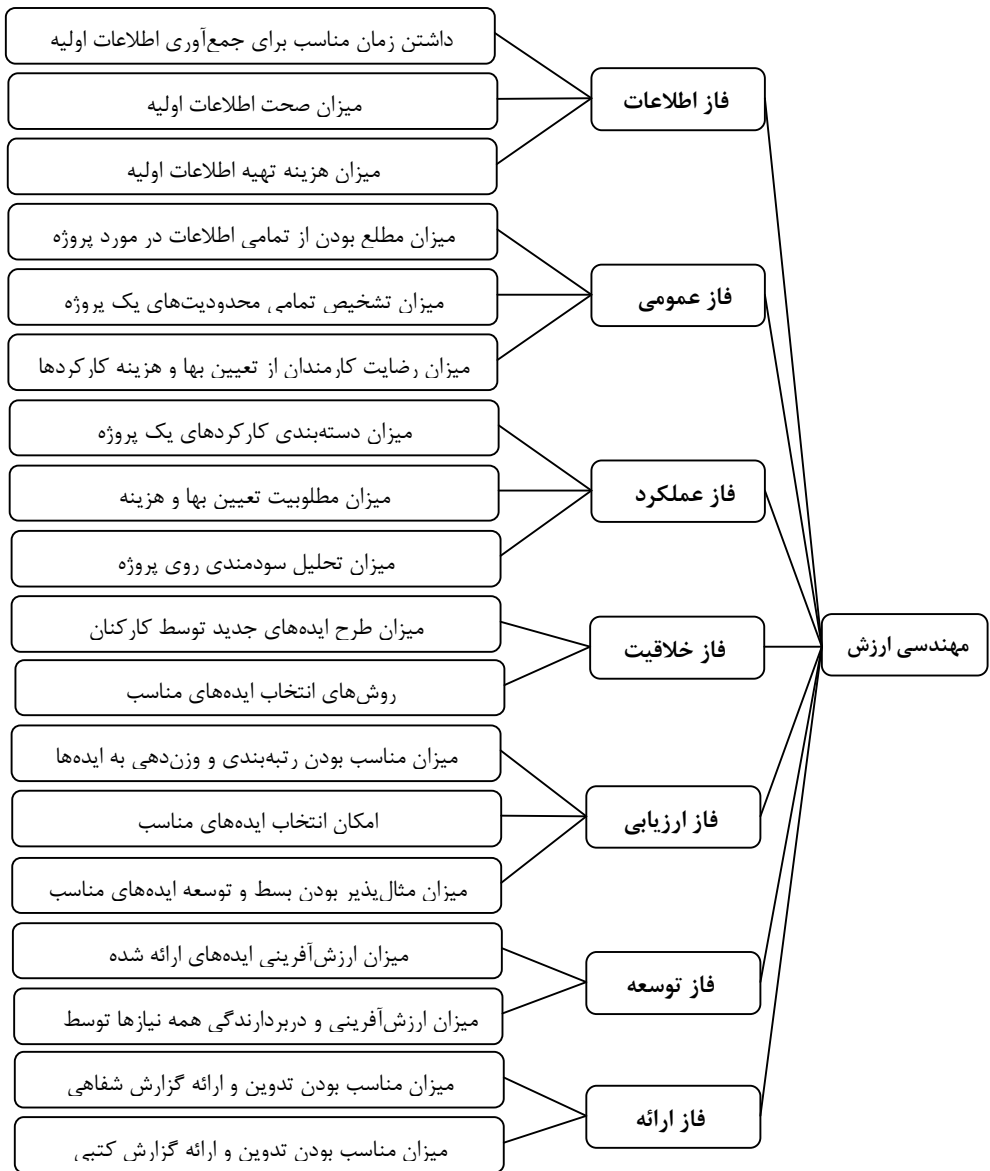 مهندسی ارزش
فاز اطلاعات
داشتن زمان مناسب برای جمع‌آوری اطلاعات اولیه
میزان صحت اطلاعات اولیه
میزان هزینه تهیه اطلاعات اولیه
فاز عمومی
میزان مطلع بودن از تمامی اطلاعات در مورد پروژه
میزان تشخیص تمامی محدودیت‌های یک پروژه
میزان رضایت کارمندان از تعیین بها و هزینه کارکردها
فاز عملکرد
میزان دسته‌بندی کارکردهای یک پروژه
میزان مطلوبیت تعیین بها و هزینه
میزان تحلیل سودمندی روی پروژه
فاز خلاقیت
میزان طرح ایده‌های جدید توسط کارکنان
روش‌های انتخاب ایده‌های مناسب
فاز ارزیابی
میزان مناسب بودن رتبه‌بندی و وزن‌دهی به ایده‌ها
امکان انتخاب ایده‌های مناسب
میزان مثال‌پذیر بودن بسط و توسعه ایده‌های مناسب
فاز توسعه
میزان ارزش‌آفرینی ایده‌های ارائه شده
میزان ارزش‌آفرینی و دربردارندگی همه نیازها توسط
فاز ارائه
میزان مناسب بودن تدوین و ارائه گزارش شفاهی
میزان مناسب بودن تدوین و ارائه گزارش کتبی